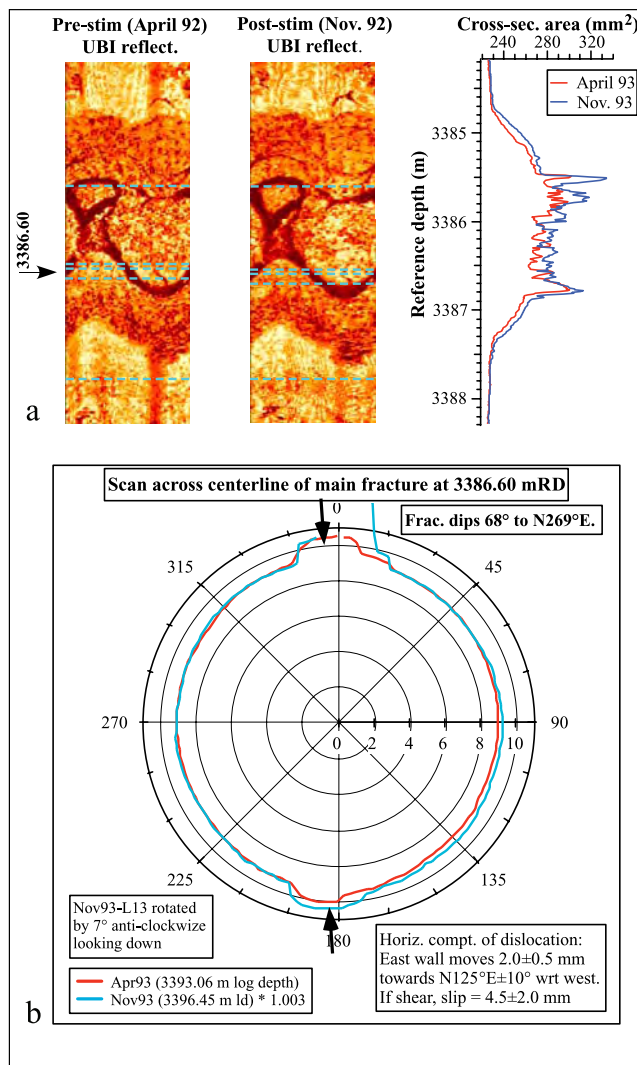 Pre-stim (April 92)
UBI reflect.
Post-stim (Nov. 92)
UBI reflect.
Cross-sec. area (mm²)
240 280 320
April 93
Nov. 93
Reference depth (m)
3385
3386
3387
3388
3386.60
a
Scan across centerline of main fracture at 3386.60 mRD
Frac. dips 68° to N269°E.
0
45
90
135
180
225
270
315
0 2 4 6 8 10
Nov93-L13 rotated
by 7° anti-clockwize
looking down
Apr93 (3393.06 m log depth)
Nov93 (3396.45 m ld) * 1.003
Horiz. compt. of dislocation:
East wall moves 2.0±0.5 mm
towards N125°E±10° wrt west.
If shear, slip = 4.5±2.0 mm
b